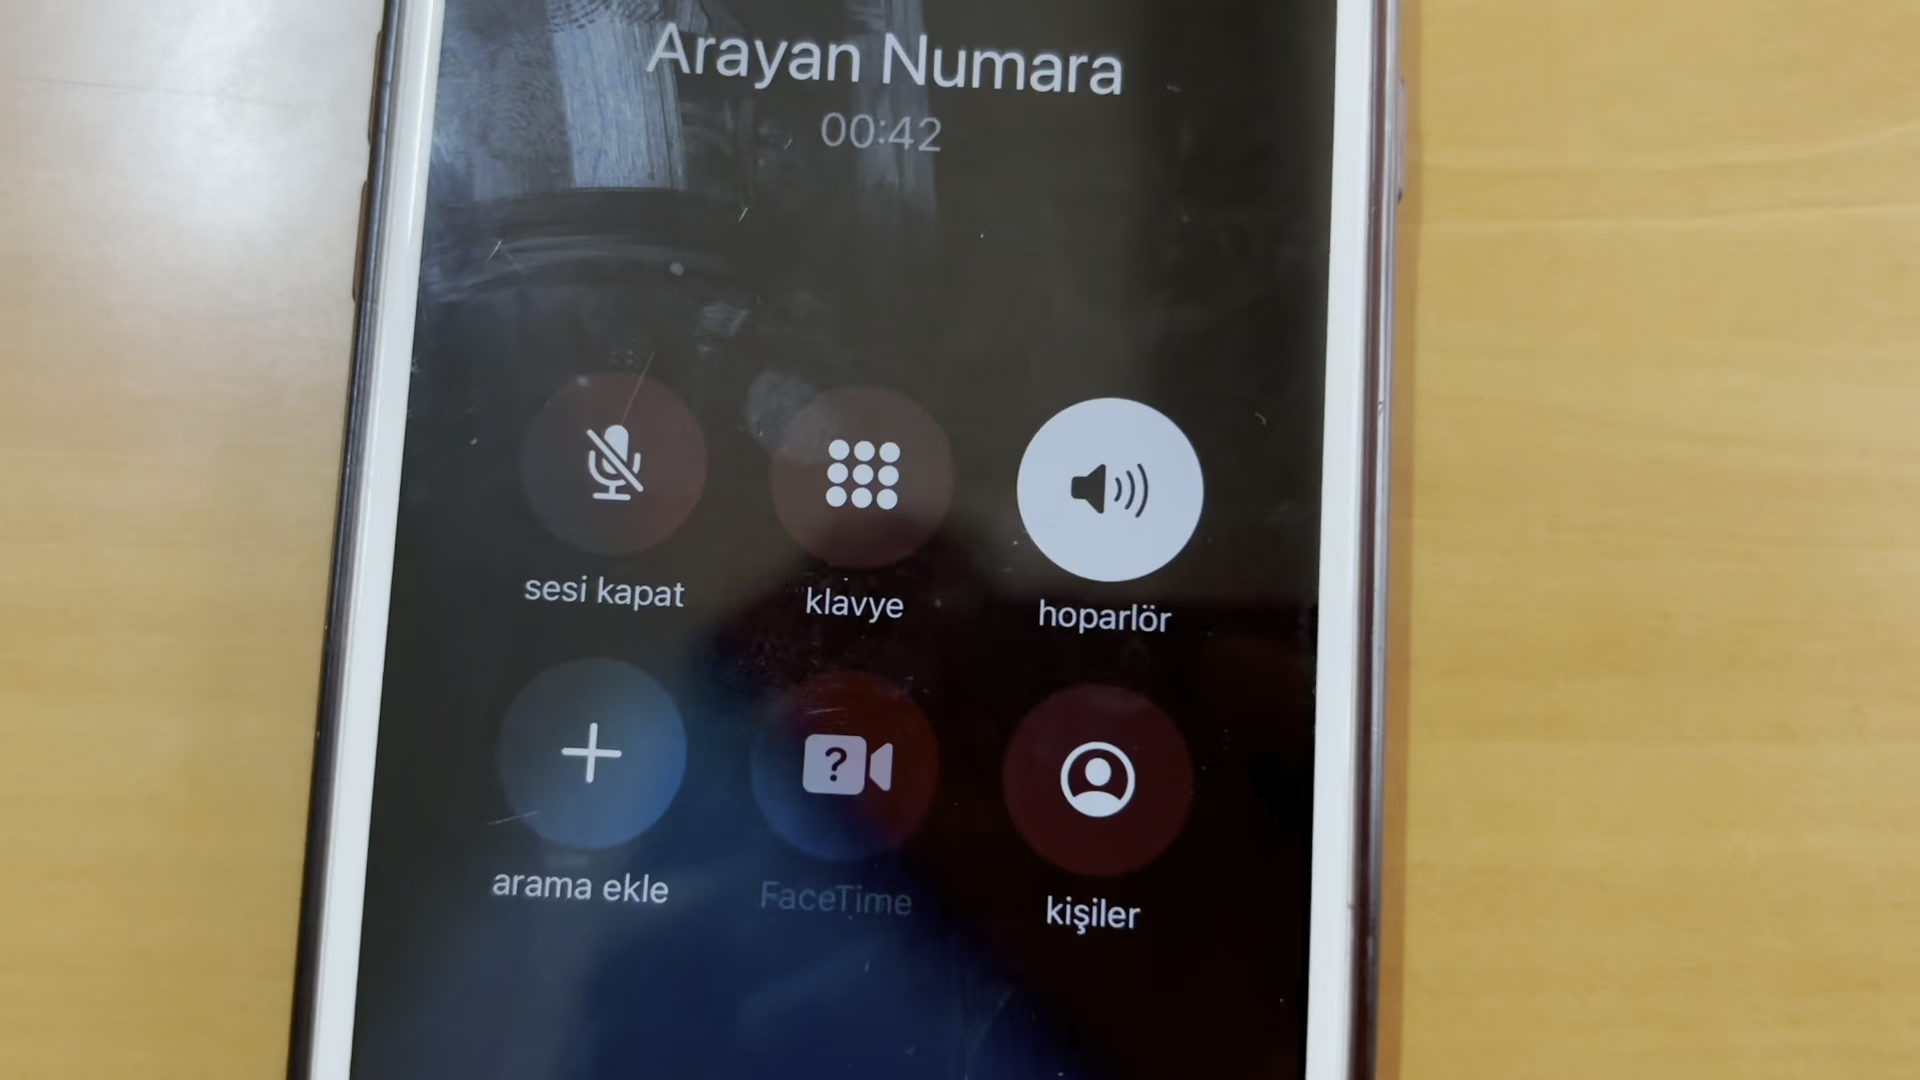 Arayan Numara
00:42
sesi kapat
klavye
hoparlör
?
arama ekle
FaceTime
kişiler